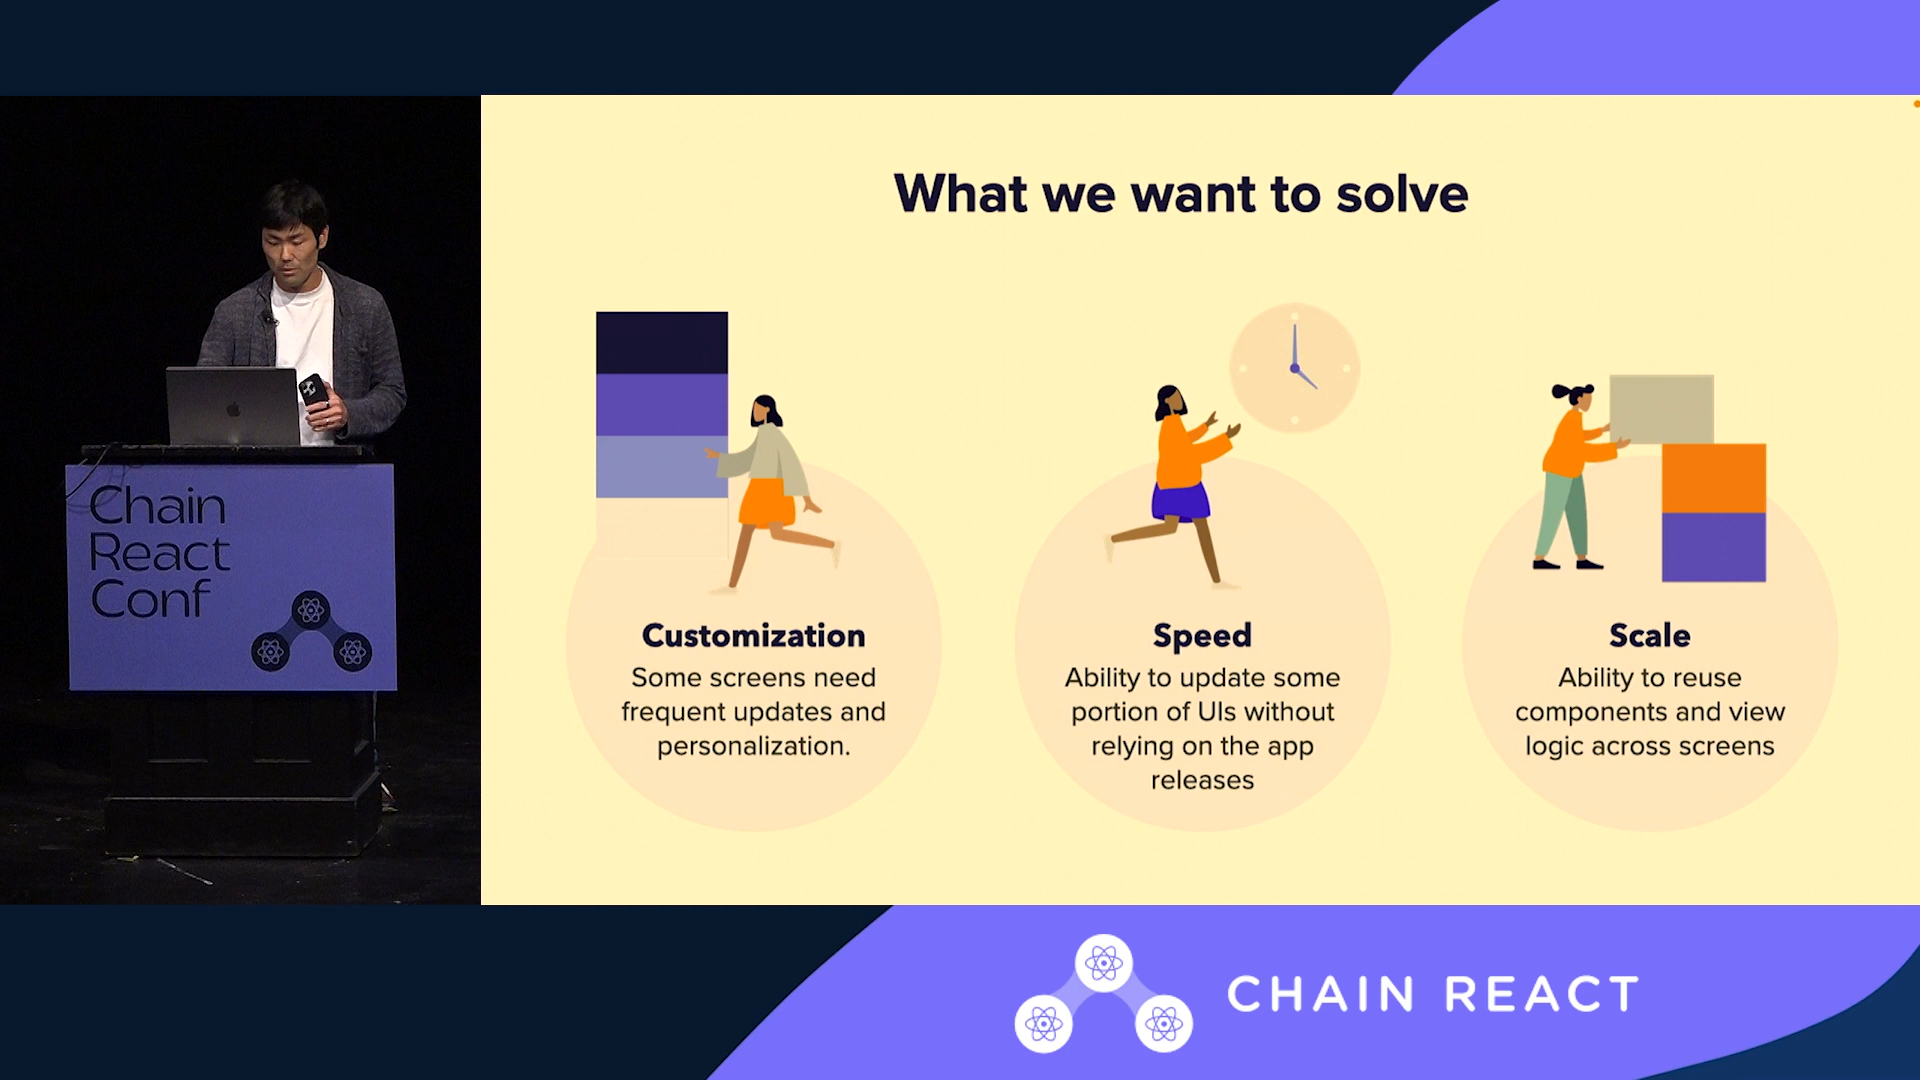 Chain
React
Conf
What we want to solve
Customization
Some screens need
frequent updates and
personalization.
Speed
Ability to update some
portion of UIs without
relying on the app
releases
Scale
Ability to reuse
components and view
logic across screens
CHAIN REACT